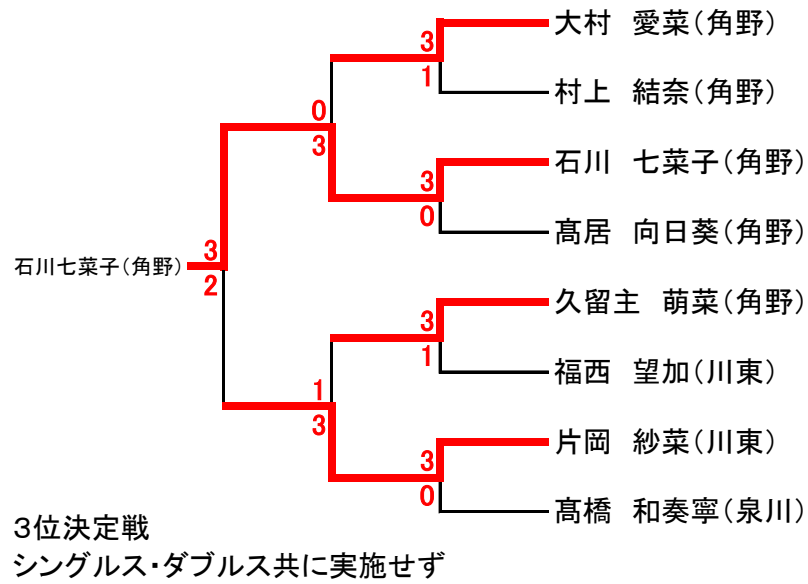 3
大村　愛菜(角野)
1
村上　結奈(角野)
0
3
3
石川　七菜子(角野)
0
髙居　向日葵(角野)
石川七菜子(角野)
3
2
3
久留主　萌菜(角野)
1
福西　望加(川東)
1
3
3
片岡　紗菜(川東)
0
髙橋　和奏寧(泉川)
3位決定戦
シングルス・ダブルス共に実施せず